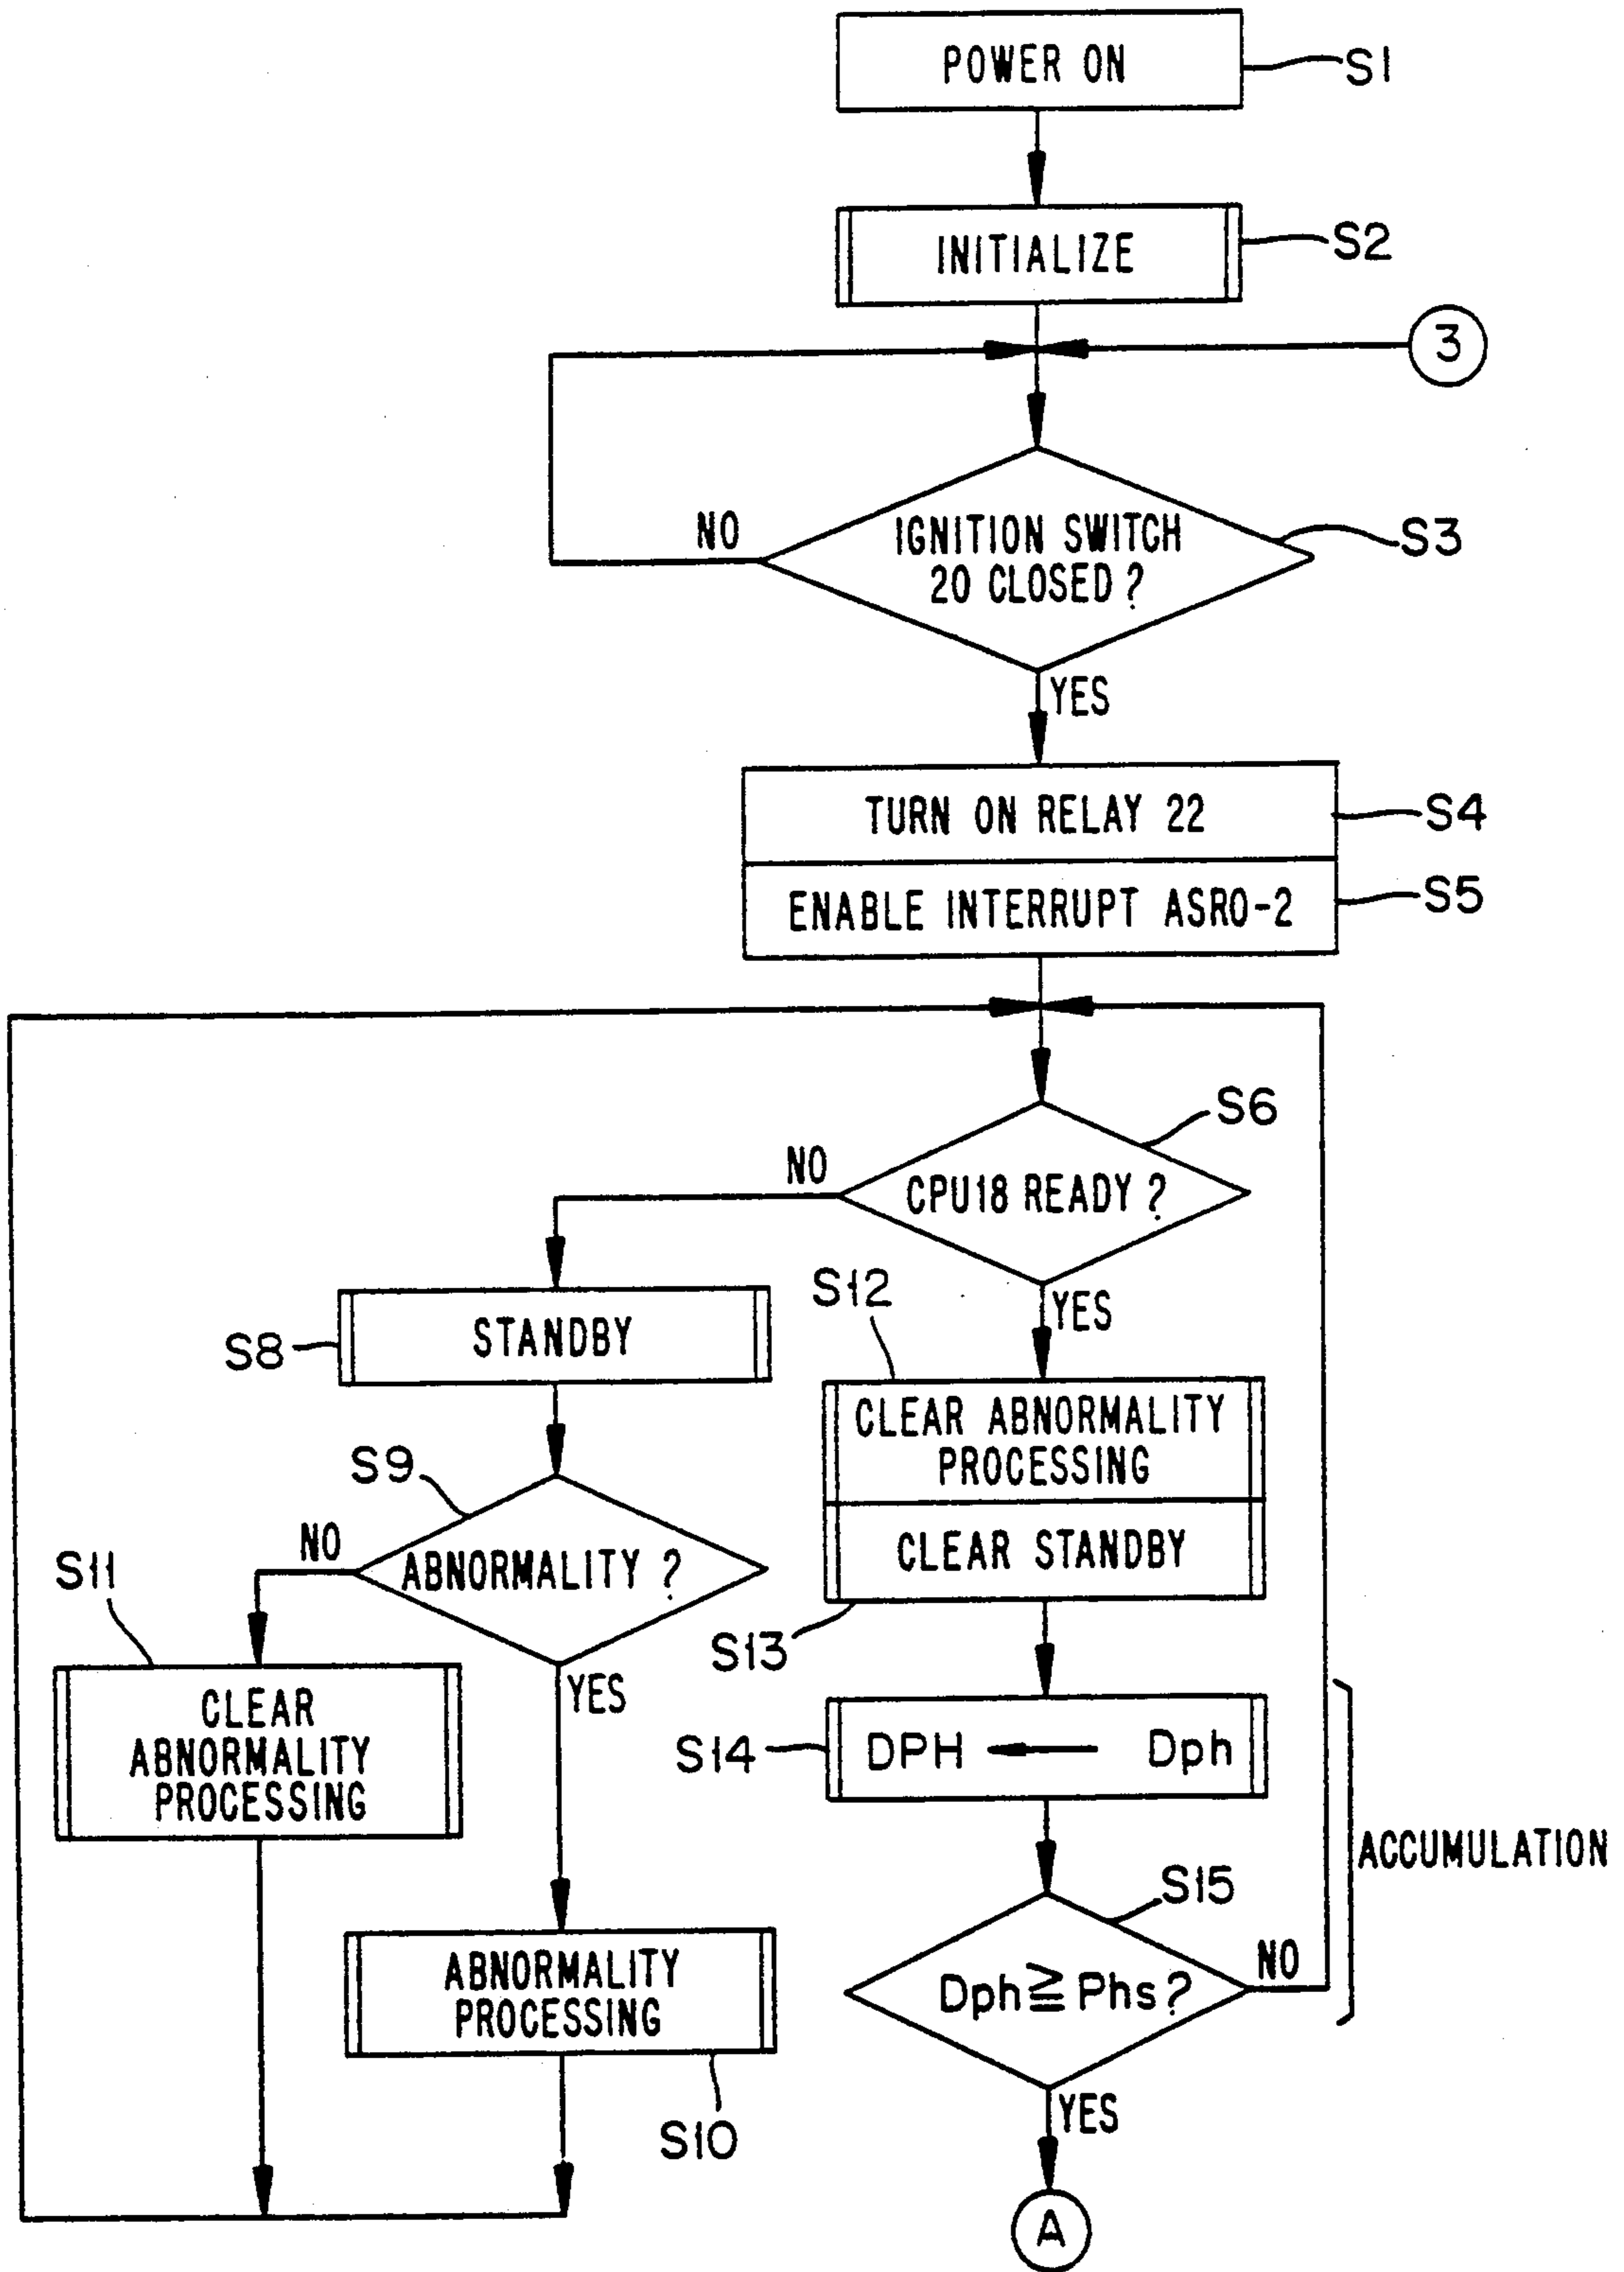 POWER ON
S1
INITIALIZE
S2
3
NO
IGNITION SWITCH
20 CLOSED ?
S3
YES
TURN ON RELAY 22
S4
ENABLE INTERRUPT ASR0-2
S5
S6
NO
CPU18 READY ?
YES
S8
STANDBY
S12
CLEAR ABNORMALITY
PROCESSING
CLEAR STANDBY
S13
S9
NO
ABNORMALITY ?
YES
S11
CLEAR
ABNORMALITY
PROCESSING
S14
DPH ← Dph
ACCUMULATION
S15
Dph ≧ Phs ?
NO
YES
ABNORMALITY
PROCESSING
S10
A